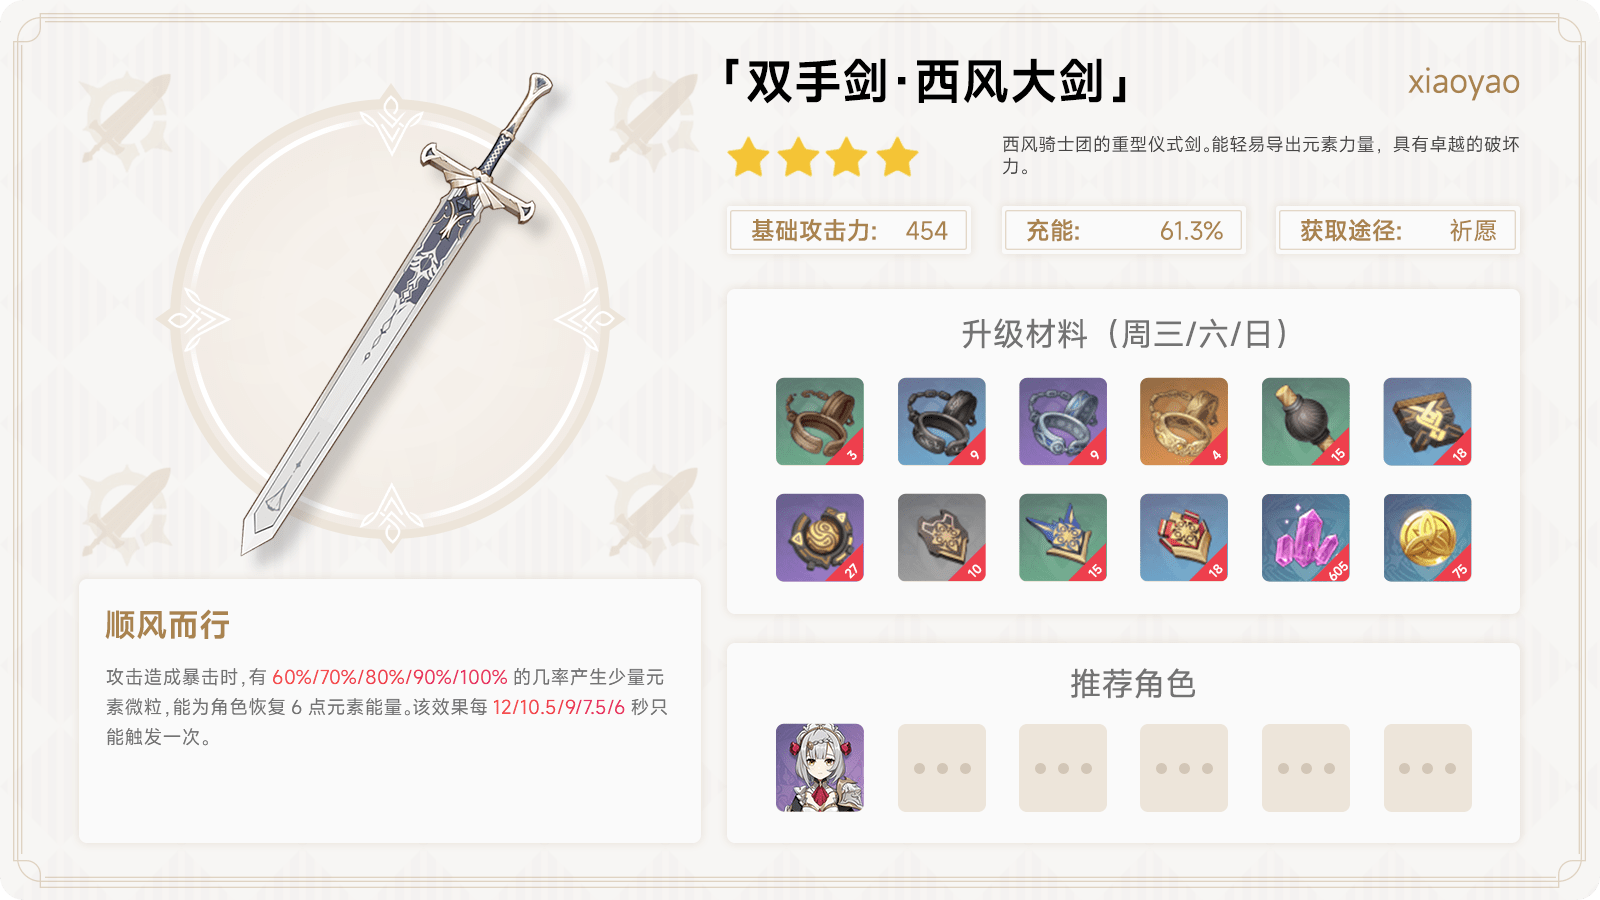 「双手剑·西风大剑」
xiaoyao
西风骑士团的重型仪式剑。能轻易导出元素力量，具有卓越的破坏
力。
基础攻击力: 454
充能: 61.3%
获取途径: 祈愿
升级材料（周三/六/日）
3
9
9
4
15
18
27
10
15
18
605
75
顺风而行
攻击造成暴击时,有 60%/70%/80%/90%/100% 的几率产生少量元
素微粒,能为角色恢复 6 点元素能量。该效果每 12/10.5/9/7.5/6 秒只
能触发一次。
推荐角色